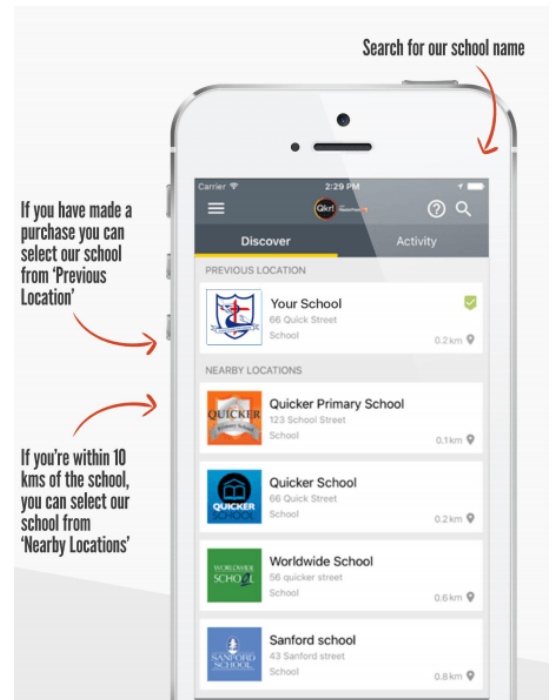 Search for our school name
If you have made a
purchase you can
select our school
from 'Previous
Location'
If you're within 10
kms of the school,
you can select our
school from
'Nearby Locations'
Carrier 2:29 PM
Qkr!
Discover Activity
PREVIOUS LOCATION
Your School
66 Quick Street
School
0.2 km
NEARBY LOCATIONS
QUICKER
Primary School
Quicker Primary School
123 School Street
School
0.1 km
QUICKER
SCHOOL
Quicker School
66 Quick Street
School
0.2 km
WORLDWIDE
SCHOOL
Worldwide School
56 quicker street
School
0.6 km
SANFORD
SCHOOL
Sanford school
43 Sanford street
School
0.8 km